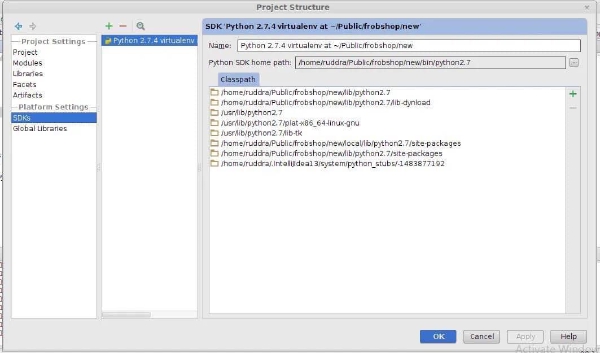 Project Structure
Project Settings
Project
Modules
Libraries
Facets
Artifacts
Platform Settings
SDKs
Global Libraries
Python 2.7.4 virtualenv
SDK 'Python 2.7.4 virtualenv at ~/Public/frobshop/new'
Name: Python 2.7.4 virtualenv at ~/Public/frobshop/new
Python SDK home path: /home/ruddra/Public/frobshop/new/bin/python2.7
Classpath
/home/ruddra/Public/frobshop/new/lib/python2.7
/home/ruddra/Public/frobshop/new/lib/python2.7/lib-dynload
/usr/lib/python2.7
/usr/lib/python2.7/plat-x86_64-linux-gnu
/usr/lib/python2.7/lib-tk
/home/ruddra/Public/frobshop/new/local/lib/python2.7/site-packages
/home/ruddra/Public/frobshop/new/lib/python2.7/site-packages
/home/ruddra/.IntelliJIdea13/system/python_stubs/-1483877192
OK
Cancel
Apply
Help
Activate Windows